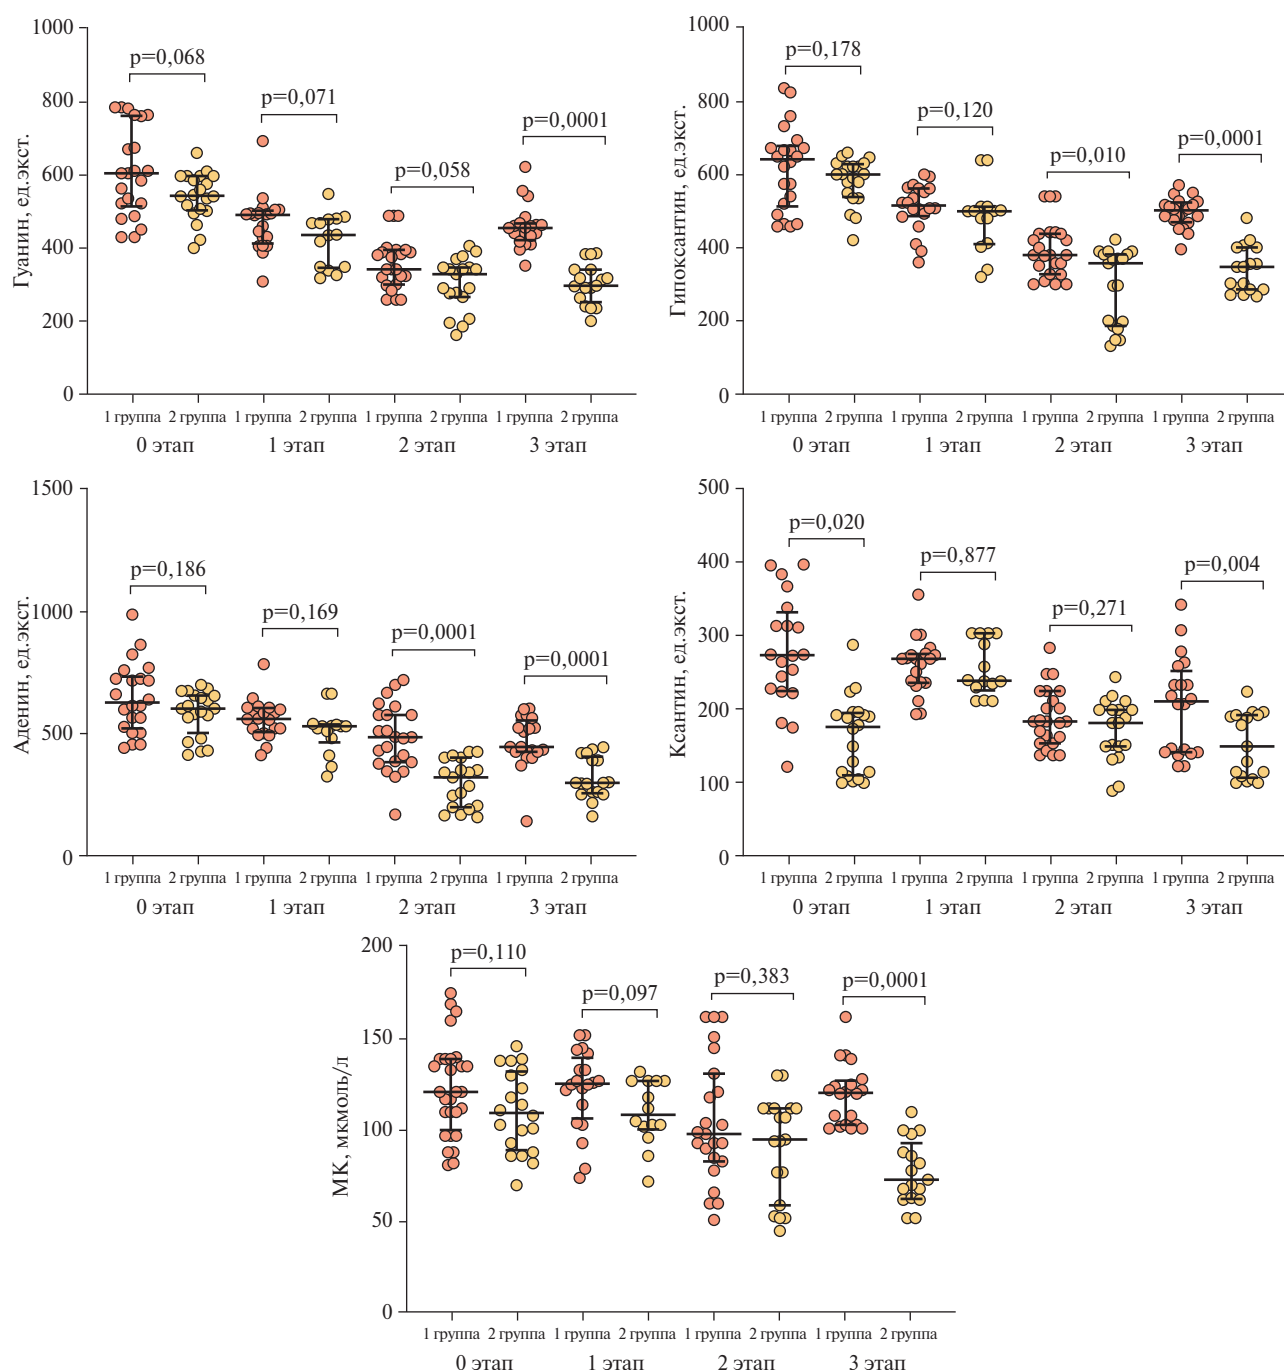 Гуанин, ед.экст.
1000
800
600
400
200
0
p=0,068
p=0,071
p=0,058
p=0,0001
1 группа 2 группа 1 группа 2 группа 1 группа 2 группа 1 группа 2 группа
0 этап 1 этап 2 этап 3 этап
Гипоксантин, ед.экст.
1000
800
600
400
200
0
p=0,178
p=0,120
p=0,010
p=0,0001
1 группа 2 группа 1 группа 2 группа 1 группа 2 группа 1 группа 2 группа
0 этап 1 этап 2 этап 3 этап
Аденин, ед.экст.
1500
1000
500
0
p=0,186
p=0,169
p=0,0001
p=0,0001
1 группа 2 группа 1 группа 2 группа 1 группа 2 группа 1 группа 2 группа
0 этап 1 этап 2 этап 3 этап
Ксантин, ед.экст.
500
400
300
200
100
0
p=0,020
p=0,877
p=0,271
p=0,004
1 группа 2 группа 1 группа 2 группа 1 группа 2 группа 1 группа 2 группа
0 этап 1 этап 2 этап 3 этап
МК, мкмоль/л
200
150
100
50
0
p=0,110
p=0,097
p=0,383
p=0,0001
1 группа 2 группа 1 группа 2 группа 1 группа 2 группа 1 группа 2 группа
0 этап 1 этап 2 этап 3 этап